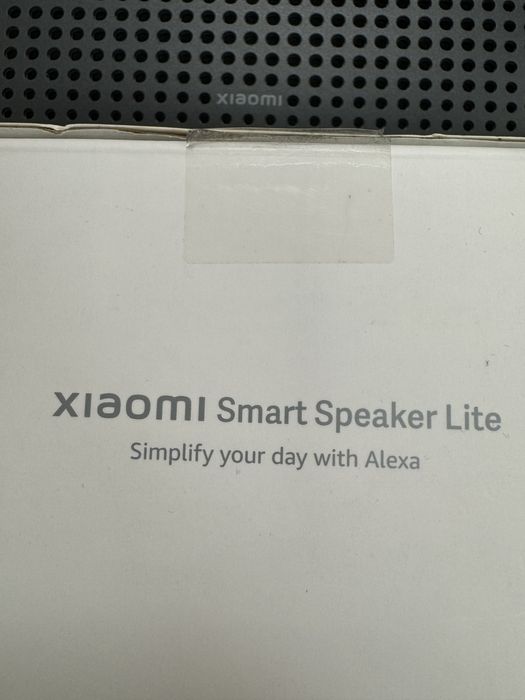 xiaomi
xiaomi Smart Speaker Lite
Simplify your day with Alexa